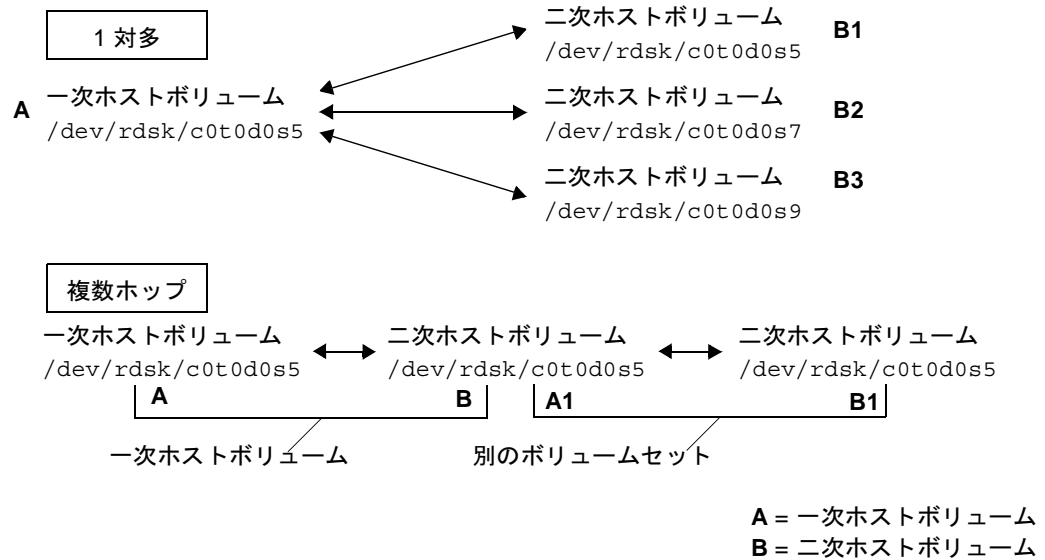 1 対多
二次ホストボリューム B1
/dev/rdsk/c0t0d0s5
A 一次ホストボリューム
/dev/rdsk/c0t0d0s5
二次ホストボリューム B2
/dev/rdsk/c0t0d0s7
二次ホストボリューム B3
/dev/rdsk/c0t0d0s9
複数ホップ
一次ホストボリューム 二次ホストボリューム 二次ホストボリューム
/dev/rdsk/c0t0d0s5 /dev/rdsk/c0t0d0s5 /dev/rdsk/c0t0d0s5
A B A1 B1
一次ホストボリューム 別のボリュームセット
A = 一次ホストボリューム
B = 二次ホストボリューム